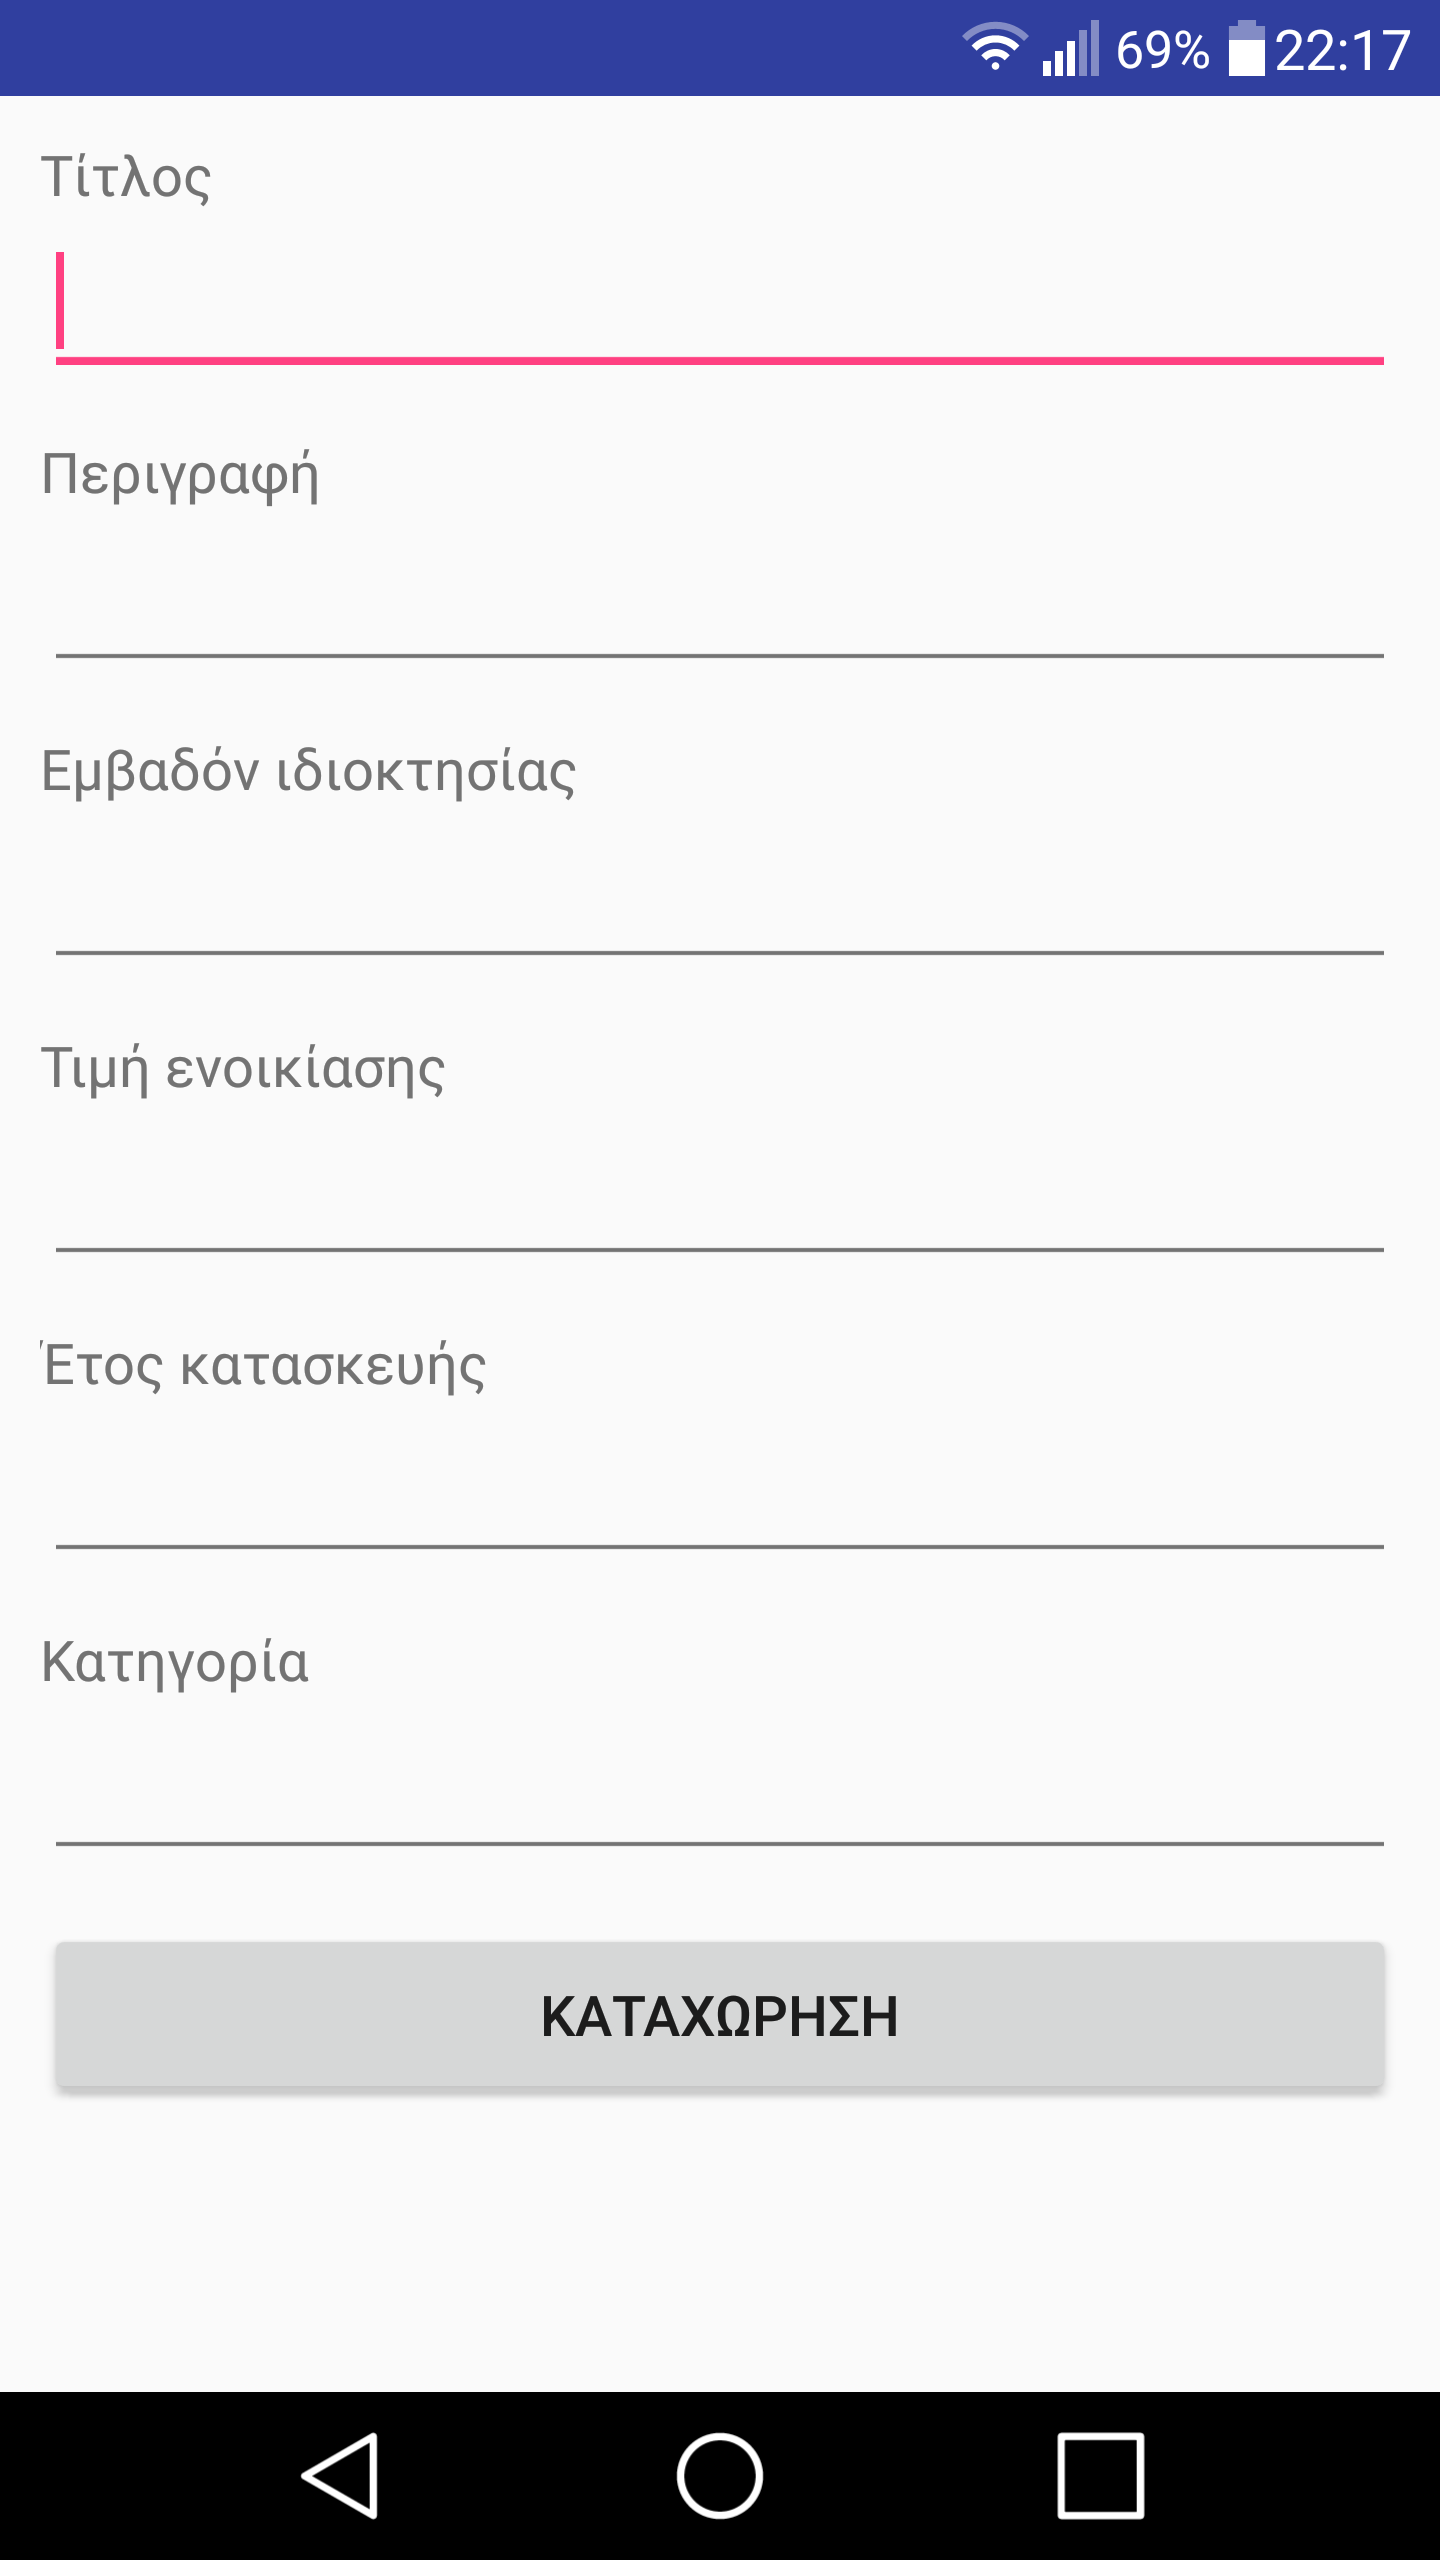 69% 22:17
Τίτλος
Περιγραφή
Εμβαδόν ιδιοκτησίας
Τιμή ενοικίασης
Έτος κατασκευής
Κατηγορία
ΚΑΤΑΧΩΡΗΣΗ